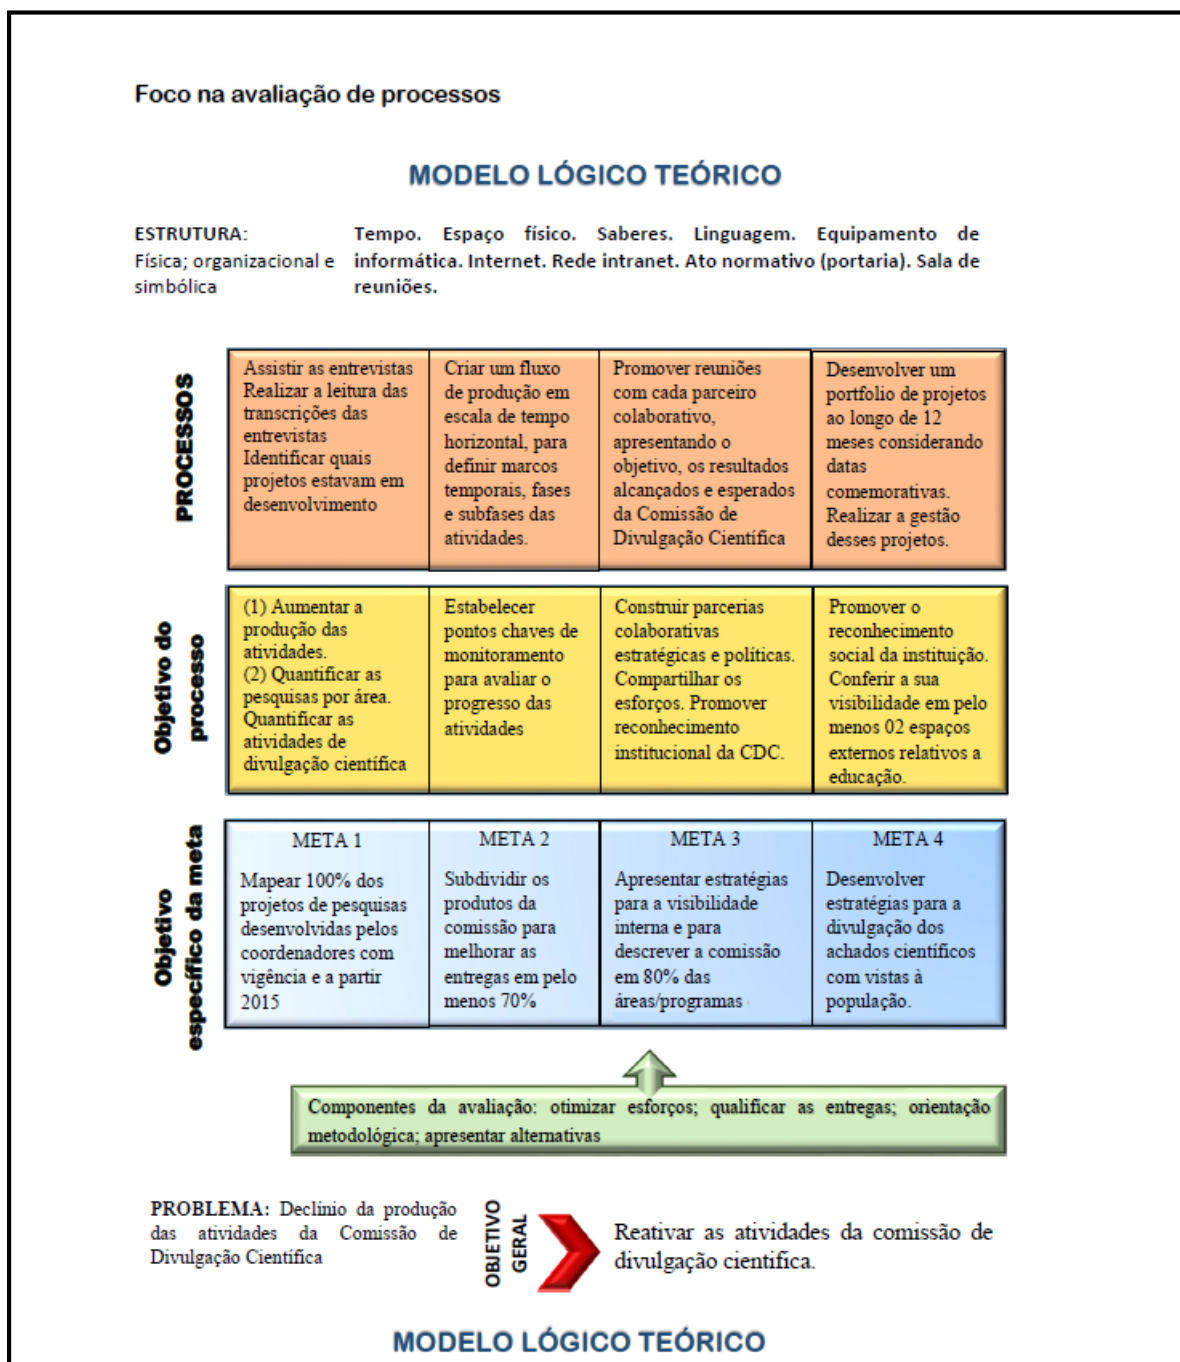 Foco na avaliação de processos
MODELO LÓGICO TEÓRICO
ESTRUTURA:
Física; organizacional e
simbólica
Tempo. Espaço físico. Saberes. Linguagem. Equipamento de
informática. Internet. Rede intranet. Ato normativo (portaria). Sala de
reuniões.
PROCESSOS
Assistir as entrevistas
Realizar a leitura das
transcrições das
entrevistas
Identificar quais
projetos estavam em
desenvolvimento
Criar um fluxo
de produção em
escala de tempo
horizontal, para
definir marcos
temporais, fases
e subfases das
atividades.
Promover reuniões
com cada parceiro
colaborativo,
apresentando o
objetivo, os resultados
alcançados e esperados
da Comissão de
Divulgação Científica
Desenvolver um
portfolio de projetos
ao longo de 12
meses considerando
datas
comemorativas.
Realizar a gestão
desses projetos.
Objetivo do
processo
(1) Aumentar a
produção das
atividades.
(2) Quantificar as
pesquisas por área.
Quantificar as
atividades de
divulgação científica
Estabelecer
pontos chaves de
monitoramento
para avaliar o
progresso das
atividades
Construir parcerias
colaborativas
estratégicas e políticas.
Compartilhar os
esforços. Promover
reconhecimento
institucional da CDC.
Promover o
reconhecimento
social da instituição.
Conferir a sua
visibilidade em pelo
menos 02 espaços
externos relativos a
educação.
Objetivo
específico da meta
META 1
Mapear 100% dos
projetos de pesquisas
desenvolvidas pelos
coordenadores com
vigência e a partir
2015
META 2
Subdividir os
produtos da
comissão para
melhorar as
entregas em pelo
menos 70%
META 3
Apresentar estratégias
para a visibilidade
interna e para
descrever a comissão
em 80% das
áreas/programas
META 4
Desenvolver
estratégias para a
divulgação dos
achados científicos
com vistas à
população.
Componentes da avaliação: otimizar esforços; qualificar as entregas; orientação
metodológica; apresentar alternativas
PROBLEMA: Declínio da produção
das atividades da Comissão de
Divulgação Científica
OBJETIVO
GERAL
Reativar as atividades da comissão de
divulgação cientifica.
MODELO LÓGICO TEÓRICO